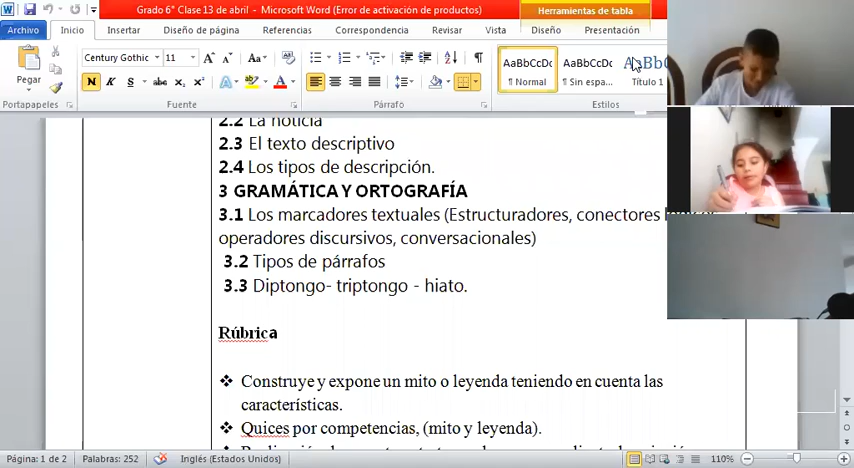 Grado 6° Clase 13 de abril - Microsoft Word (Error de activación de productos)
Herramientas de tabla
Archivo Inicio Insertar Diseño de página Referencias Correspondencia Revisar Vista Diseño Presentación
Century Gothic 11
Pegar
N K S abc
AaBbCcDc AaBbCcDc AaBbC
¶ Normal ¶ Sin espa... Título 1
Portapapeles Fuente Párrafo Estilos
2.2 La noticia
2.3 El texto descriptivo
2.4 Los tipos de descripción.
3 GRAMÁTICA Y ORTOGRAFÍA
3.1 Los marcadores textuales (Estructuradores, conectores
operadores discursivos, conversacionales)
3.2 Tipos de párrafos
3.3 Diptongo- triptongo - hiato.
Rúbrica
❖ Construye y expone un mito o leyenda teniendo en cuenta las
características.
❖ Quices por competencias, (mito y leyenda).
Página: 1 de 2 Palabras: 252 Inglés (Estados Unidos) 110%